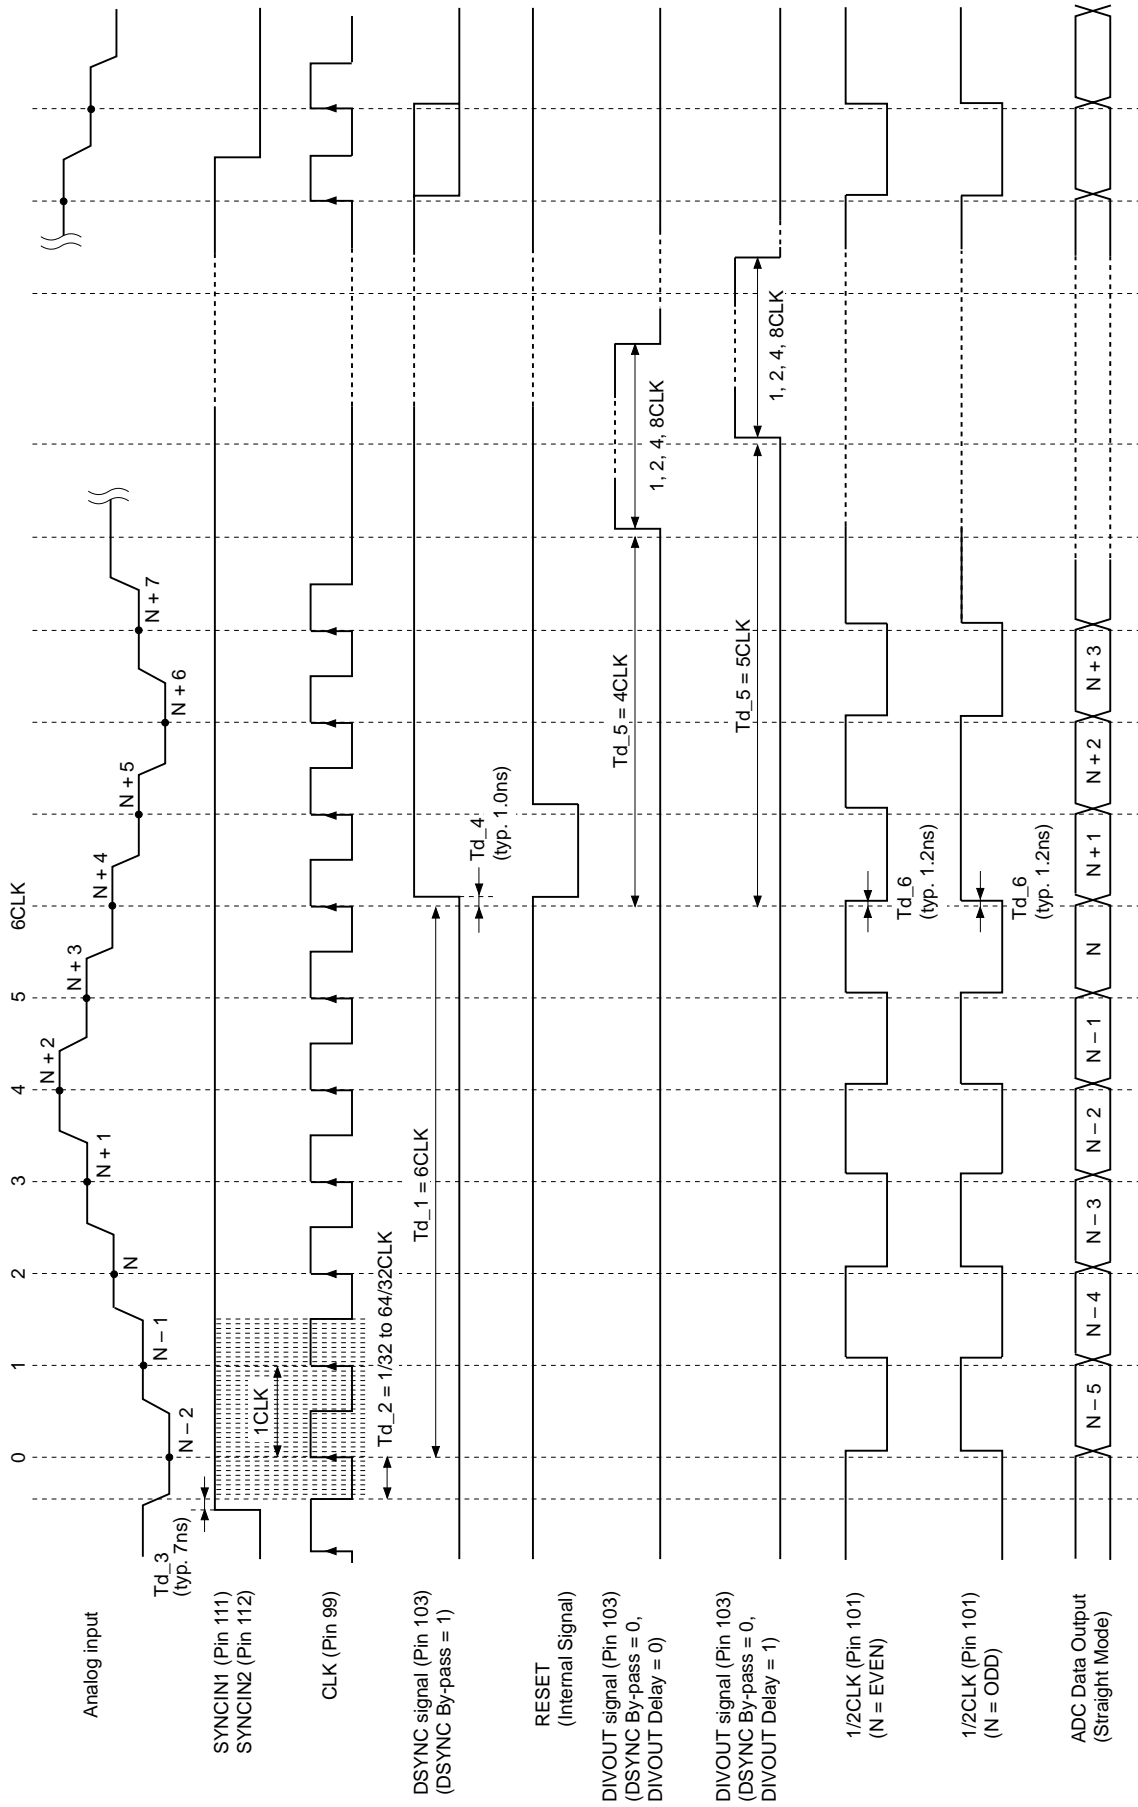 0
1
2
3
4
5
6CLK
Analog input
Td_3
(typ. 7ns)
N – 2
N – 1
N
N + 1
N + 2
N + 3
N + 4
N + 5
N + 6
N + 7
SYNCIN1 (Pin 111)
SYNCIN2 (Pin 112)
1CLK
CLK (Pin 99)
Td_2 = 1/32 to 64/32CLK
DSYNC signal (Pin 103)
(DSYNC By-pass = 1)
Td_1 = 6CLK
Td_4
(typ. 1.0ns)
RESET
(Internal Signal)
DIVOUT signal (Pin 103)
(DSYNC By-pass = 0,
DIVOUT Delay = 0)
Td_5 = 4CLK
1, 2, 4, 8CLK
DIVOUT signal (Pin 103)
(DSYNC By-pass = 0,
DIVOUT Delay = 1)
Td_5 = 5CLK
1, 2, 4, 8CLK
1/2CLK (Pin 101)
(N = EVEN)
Td_6
(typ. 1.2ns)
1/2CLK (Pin 101)
(N = ODD)
Td_6
(typ. 1.2ns)
ADC Data Output
(Straight Mode)
N – 5
N – 4
N – 3
N – 2
N – 1
N
N + 1
N + 2
N + 3